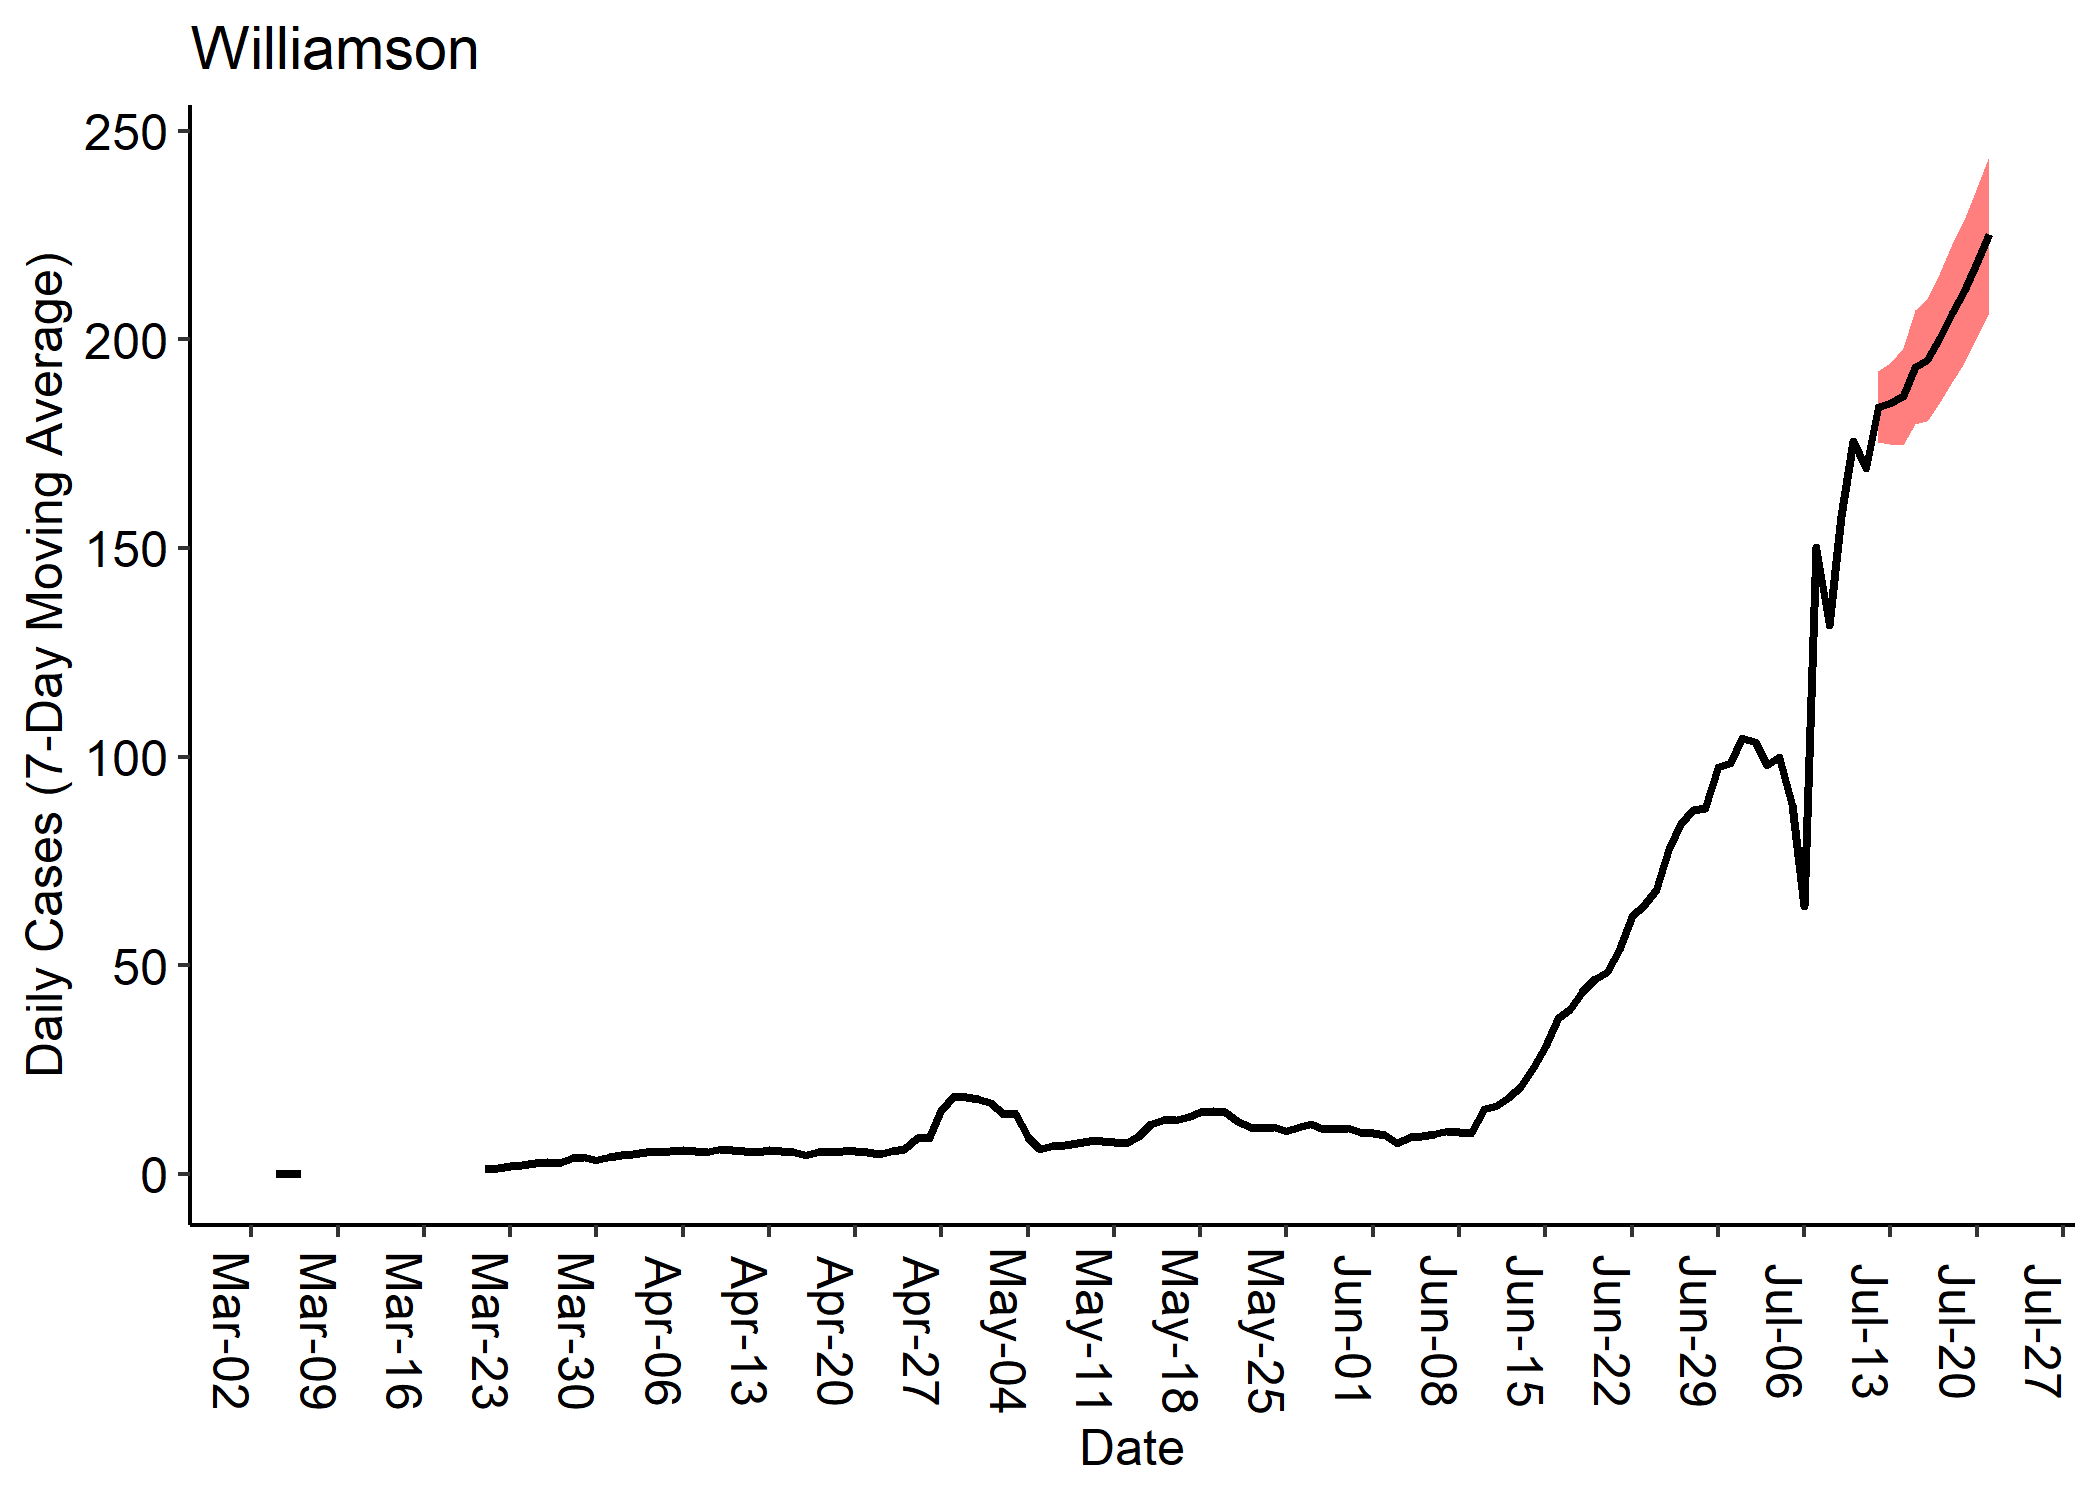 Williamson
250
200
150
100
50
0
Daily Cases (7-Day Moving Average)
Mar-02
Mar-09
Mar-16
Mar-23
Mar-30
Apr-06
Apr-13
Apr-20
Apr-27
May-04
May-11
May-18
May-25
Jun-01
Jun-08
Jun-15
Jun-22
Jun-29
Jul-06
Jul-13
Jul-20
Jul-27
Date